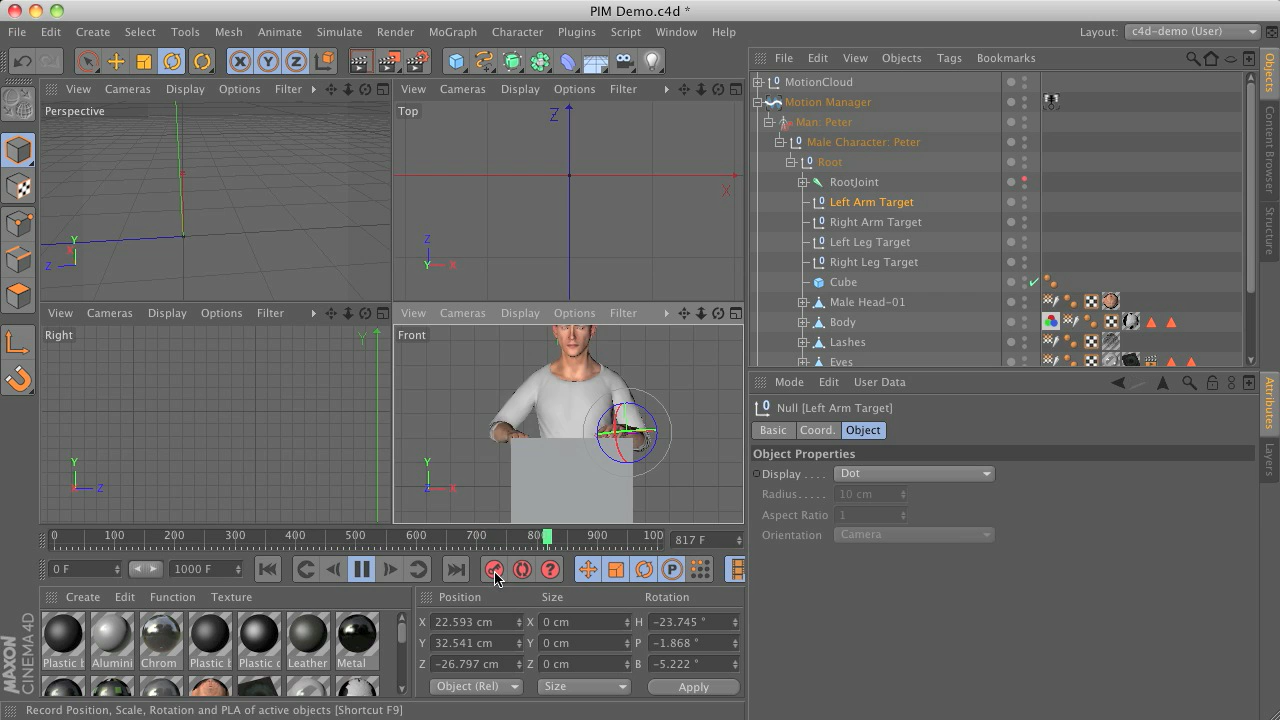 PIM Demo.c4d *
File Edit Create Select Tools Mesh Animate Simulate Render MoGraph Character Plugins Script Window Help
Layout: c4d-demo (User)
View Cameras Display Options Filter
Perspective
Y
X
Z
View Cameras Display Options Filter
Top
Z
X
Z
Y X
View Cameras Display Options Filter
Right
Y
Y
X Z
View Cameras Display Options Filter
Front
Y
Z X
0 100 200 300 400 500 600 700 800 900 100
817 F
0 F
1000 F
P
Create Edit Function Texture
Plastic Alumini Chrom Plastic Plastic Leather Metal
MAXON
CINEMA 4D
Position Size Rotation
X 22.593 cm X 0 cm H -23.745 °
Y 32.541 cm Y 0 cm P -1.868 °
Z -26.797 cm Z 0 cm B -5.222 °
Object (Rel) Size Apply
Record Position, Scale, Rotation and PLA of active objects [Shortcut F9]
File Edit View Objects Tags Bookmarks
MotionCloud
Motion Manager
Man: Peter
Male Character: Peter
Root
RootJoint
Left Arm Target
Right Arm Target
Left Leg Target
Right Leg Target
Cube
Male Head-01
Body
Lashes
Eyes
Objects
Content Browser
Structure
Mode Edit User Data
Null [Left Arm Target]
Basic Coord. Object
Object Properties
Display . . . . Dot
Radius. . . . . 10 cm
Aspect Ratio 1
Orientation Camera
Attributes
Layers